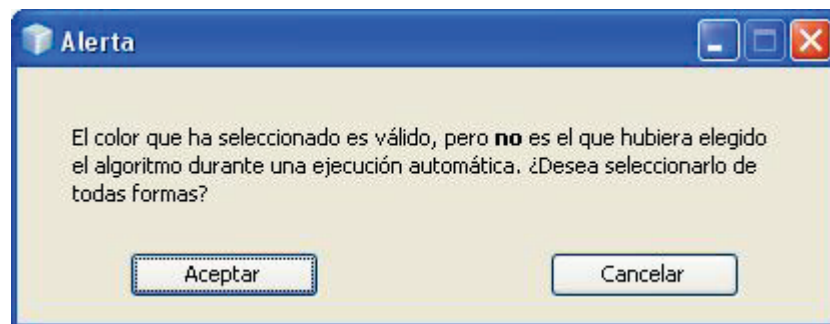 Alerta
El color que ha seleccionado es válido, pero no es el que hubiera elegido
el algoritmo durante una ejecución automática. ¿Desea seleccionarlo de
todas formas?
Aceptar
Cancelar